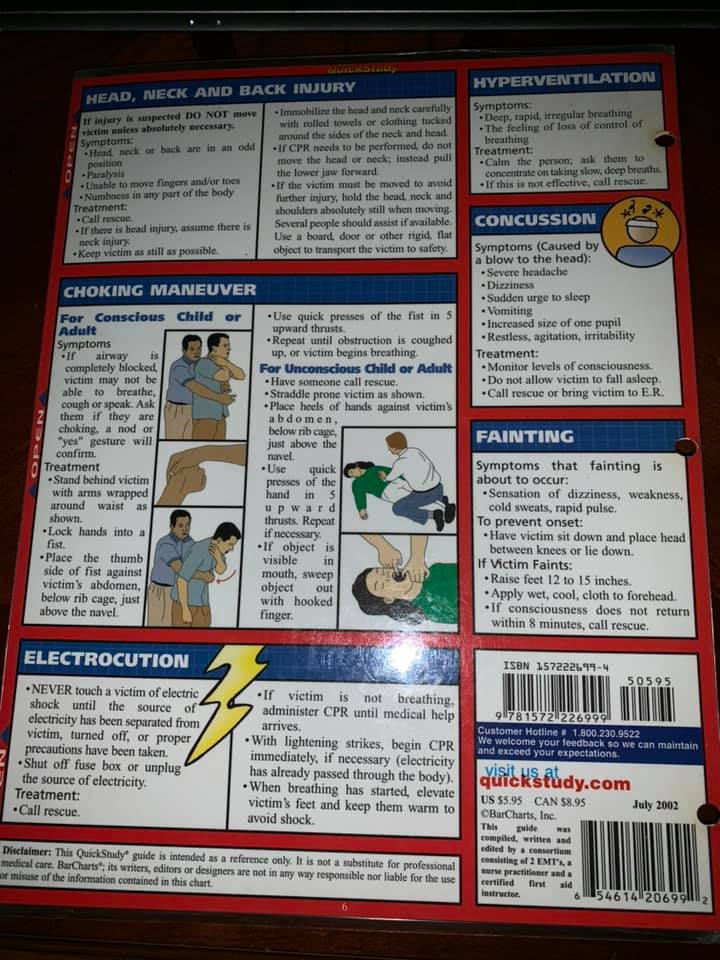 QuickStudy
HEAD, NECK AND BACK INJURY
If injury is suspected DO NOT move
victim unless absolutely necessary.
Symptoms:
•Head, neck or back are in an odd
position
•Paralysis
•Unable to move fingers and/or toes
•Numbness in any part of the body
Treatment:
•Call rescue.
•If there is head injury, assume there is
neck injury.
•Keep victim as still as possible.
•Immobilize the head and neck carefully
with rolled towels or clothing tucked
around the sides of the neck and head.
•If CPR needs to be performed, do not
move the head or neck; instead pull
the lower jaw forward.
•If the victim must be moved to avoid
further injury, hold the head, neck and
shoulders absolutely still when moving.
Several people should assist if available.
Use a board, door or other rigid, flat
object to transport the victim to safety.
OPEN
CHOKING MANEUVER
For Conscious Child or
Adult
Symptoms
•If airway is
completely blocked,
victim may not be
able to breathe,
cough or speak. Ask
them if they are
choking, a nod or
"yes" gesture will
confirm.
Treatment
•Stand behind victim
with arms wrapped
around waist as
shown.
•Lock hands into a
fist.
•Place the thumb
side of fist against
victim's abdomen,
below rib cage, just
above the navel.
•Use quick presses of the fist in 5
upward thrusts.
•Repeat until obstruction is coughed
up, or victim begins breathing.
For Unconscious Child or Adult
•Have someone call rescue.
•Straddle prone victim as shown.
•Place heels of hands against victim's
abdomen,
below rib cage,
just above the
navel.
•Use quick
presses of the
hand in 5
upward
thrusts. Repeat
if necessary.
•If object is
visible in
mouth, sweep
object out
with hooked
finger.
OPEN
ELECTROCUTION
•NEVER touch a victim of electric
shock until the source of
electricity has been separated from
victim, turned off, or proper
precautions have been taken.
•Shut off fuse box or unplug
the source of electricity.
Treatment:
•Call rescue.
•If victim is not breathing,
administer CPR until medical help
arrives.
•With lightening strikes, begin CPR
immediately, if necessary (electricity
has already passed through the body).
•When breathing has started, elevate
victim's feet and keep them warm to
avoid shock.
EN
Disclaimer: This QuickStudy® guide is intended as a reference only. It is not a substitute for professional
medical care. BarCharts®; its writers, editors or designers are not in any way responsible nor liable for the use
or misuse of the information contained in this chart.
6
HYPERVENTILATION
Symptoms:
•Deep, rapid, irregular breathing
•The feeling of loss of control of
breathing
Treatment:
•Calm the person; ask them to
concentrate on taking slow, deep breaths.
•If this is not effective, call rescue.
CONCUSSION
Symptoms (Caused by
a blow to the head):
•Severe headache
•Dizziness
•Sudden urge to sleep
•Vomiting
•Increased size of one pupil
•Restless, agitation, irritability
Treatment:
•Monitor levels of consciousness.
•Do not allow victim to fall asleep.
•Call rescue or bring victim to E.R.
FAINTING
Symptoms that fainting is
about to occur:
•Sensation of dizziness, weakness,
cold sweats, rapid pulse.
To prevent onset:
•Have victim sit down and place head
between knees or lie down.
If Victim Faints:
•Raise feet 12 to 15 inches.
•Apply wet, cool, cloth to forehead.
•If consciousness does not return
within 8 minutes, call rescue.
ISBN 157222699-4
50595
9 781572 226999
Customer Hotline # 1.800.230.9522
We welcome your feedback so we can maintain
and exceed your expectations.
visit us at
quickstudy.com
US $5.95 CAN $8.95
July 2002
©BarCharts, Inc.
This guide was
compiled, written and
edited by a consortium
consisting of 2 EMT's, a
nurse practitioner and a
certified first aid
instructor.
6 54614 20699 2